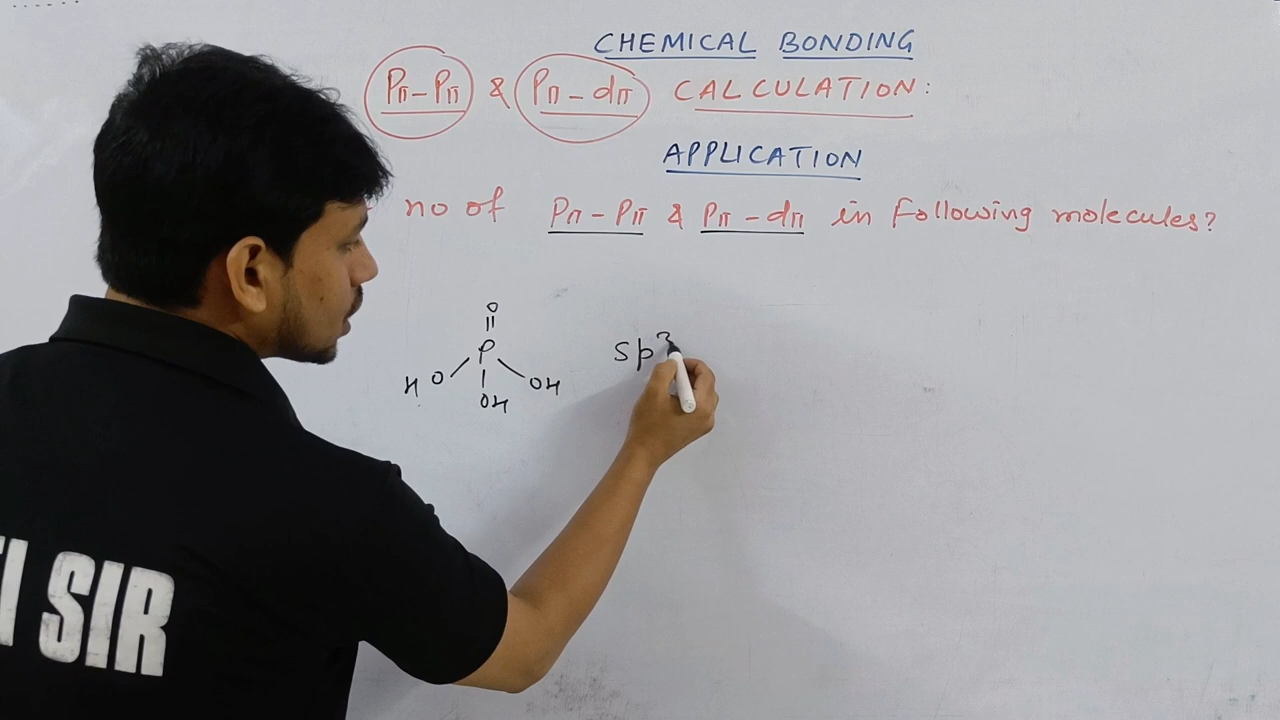 CHEMICAL BONDING
Pπ-Pπ & Pπ-dπ CALCULATION:
APPLICATION
no of Pπ-Pπ & Pπ-dπ in following molecules?
O
P
H O OH
OH
sp3
SIR